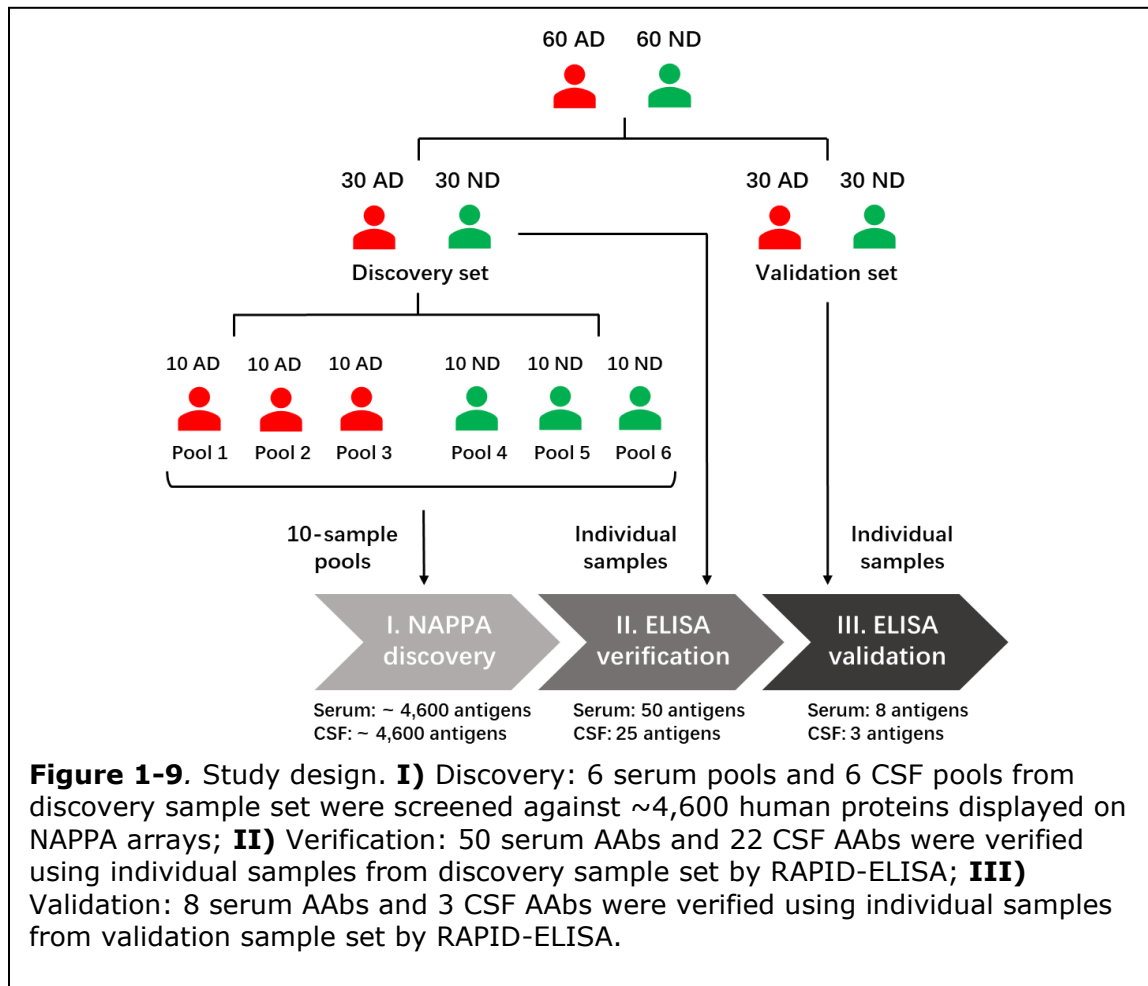 60 AD 60 ND
30 AD 30 ND
30 AD 30 ND
Discovery set
Validation set
10 AD 10 AD 10 AD 10 ND 10 ND 10 ND
Pool 1 Pool 2 Pool 3 Pool 4 Pool 5 Pool 6
10-sample
pools
Individual
samples
Individual
samples
I. NAPPA
discovery
II. ELISA
verification
III. ELISA
validation
Serum: ~ 4,600 antigens
CSF: ~ 4,600 antigens
Serum: 50 antigens
CSF: 25 antigens
Serum: 8 antigens
CSF: 3 antigens
Figure 1-9. Study design. I) Discovery: 6 serum pools and 6 CSF pools from
discovery sample set were screened against ~4,600 human proteins displayed on
NAPPA arrays; II) Verification: 50 serum AAbs and 22 CSF AAbs were verified
using individual samples from discovery sample set by RAPID-ELISA; III)
Validation: 8 serum AAbs and 3 CSF AAbs were verified using individual samples
from validation sample set by RAPID-ELISA.